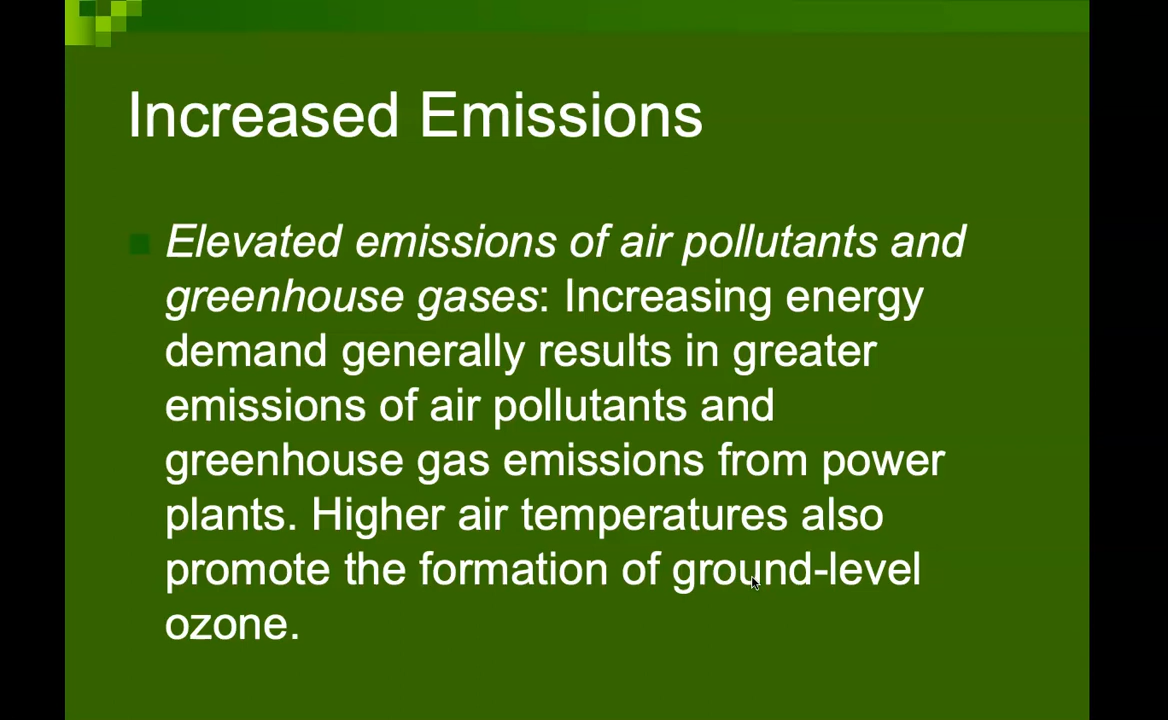 Increased Emissions
Elevated emissions of air pollutants and
greenhouse gases: Increasing energy
demand generally results in greater
emissions of air pollutants and
greenhouse gas emissions from power
plants. Higher air temperatures also
promote the formation of ground-level
ozone.